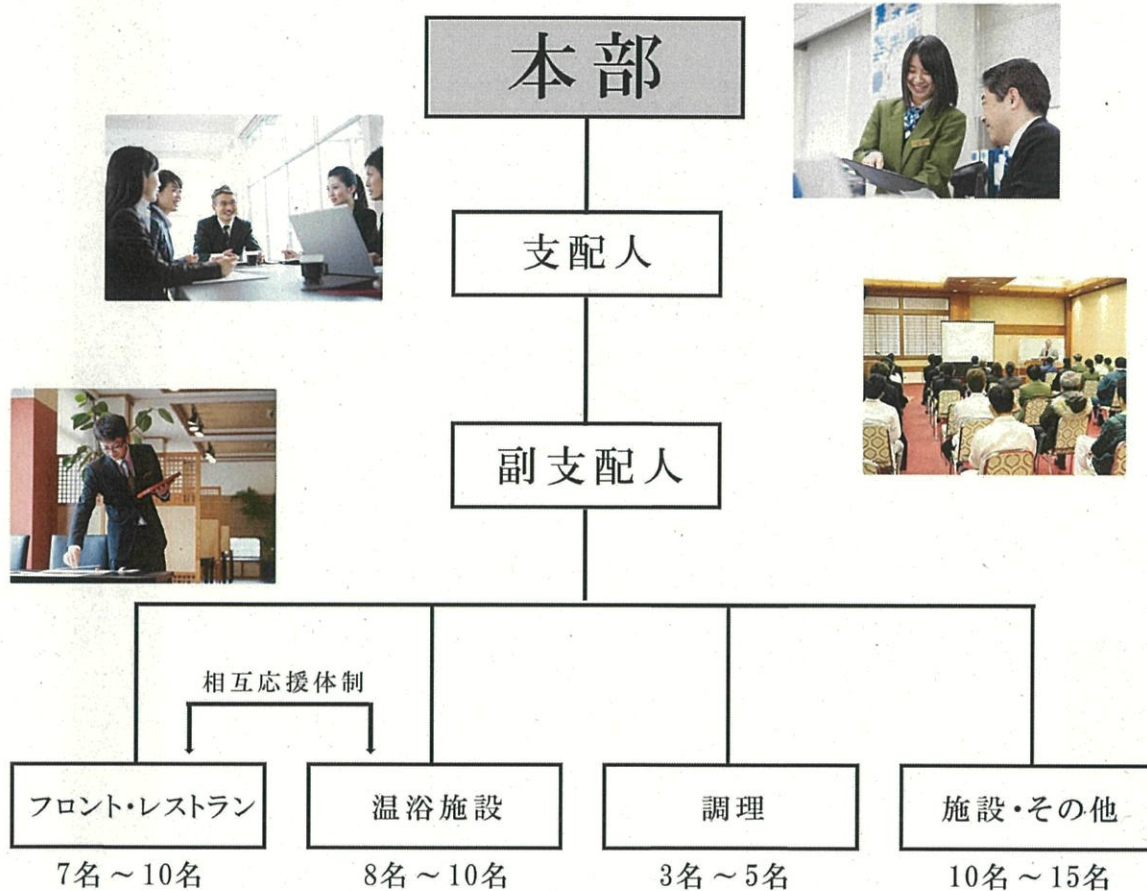 本部
支配人
副支配人
相互応援体制
フロント・レストラン
温浴施設
調理
施設・その他
7名～10名
8名～10名
3名～5名
10名～15名